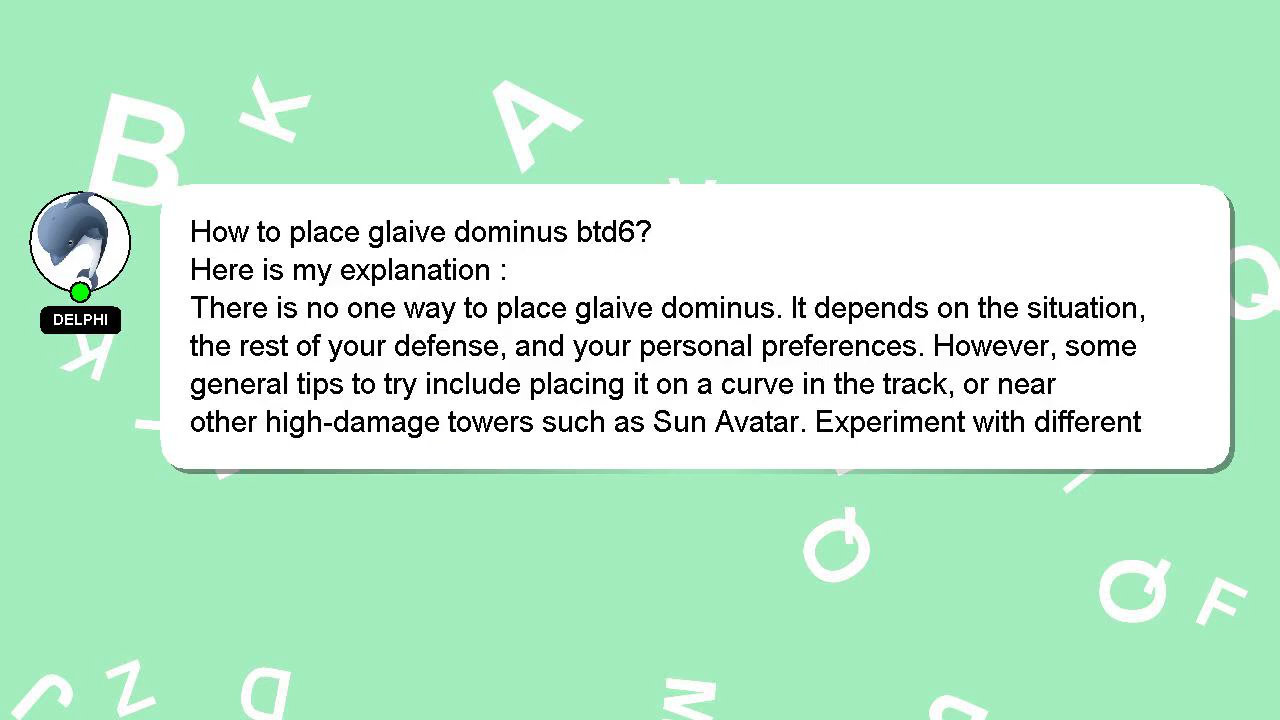 B
K
A
How to place glaive dominus btd6?
Here is my explanation :
There is no one way to place glaive dominus. It depends on the situation,
the rest of your defense, and your personal preferences. However, some
general tips to try include placing it on a curve in the track, or near
other high-damage towers such as Sun Avatar. Experiment with different
DELPHI
Q
K
Q
Q
F
J
Z
D
M